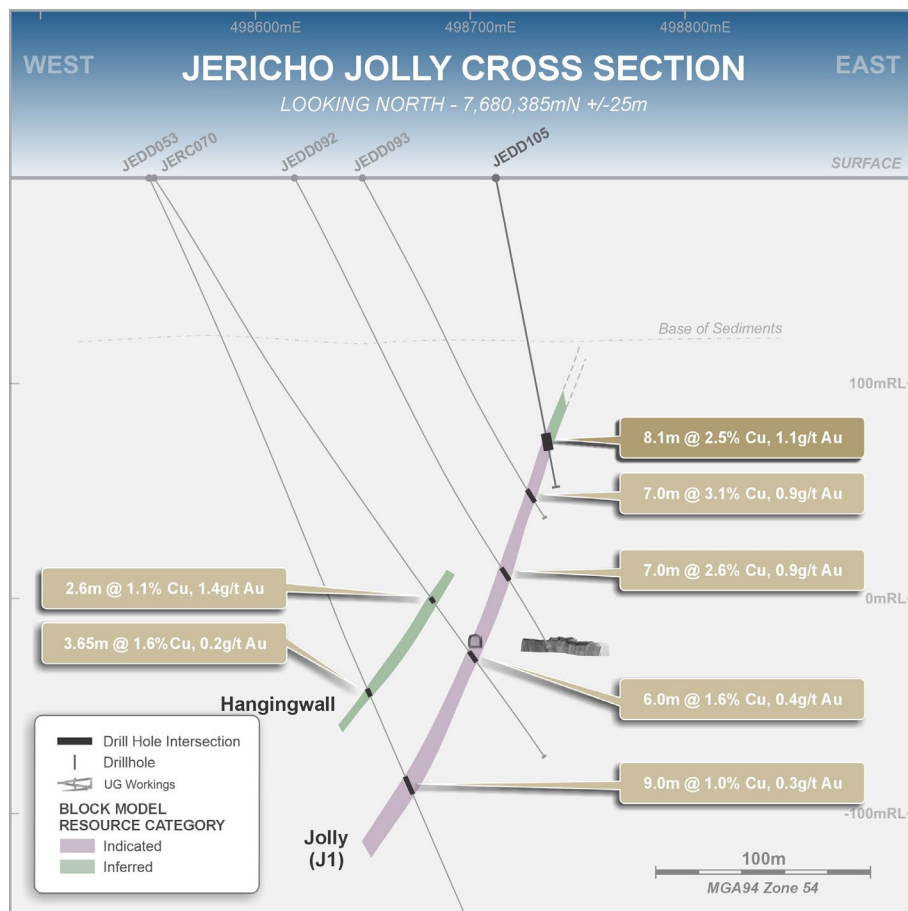 498600mE
498700mE
498800mE
WEST
JERICHO JOLLY CROSS SECTION
EAST
LOOKING NORTH - 7,680,385mN +/-25m
JEDD053
JERC070
JEDD092
JEDD093
JEDD105
SURFACE
Base of Sediments
100mRL
8.1m @ 2.5% Cu, 1.1g/t Au
7.0m @ 3.1% Cu, 0.9g/t Au
7.0m @ 2.6% Cu, 0.9g/t Au
2.6m @ 1.1% Cu, 1.4g/t Au
0mRL
3.65m @ 1.6%Cu, 0.2g/t Au
6.0m @ 1.6% Cu, 0.4g/t Au
Hangingwall
9.0m @ 1.0% Cu, 0.3g/t Au
-100mRL
Jolly
(J1)
Drill Hole Intersection
Drillhole
UG Workings
BLOCK MODEL
RESOURCE CATEGORY
Indicated
Inferred
100m
MGA94 Zone 54